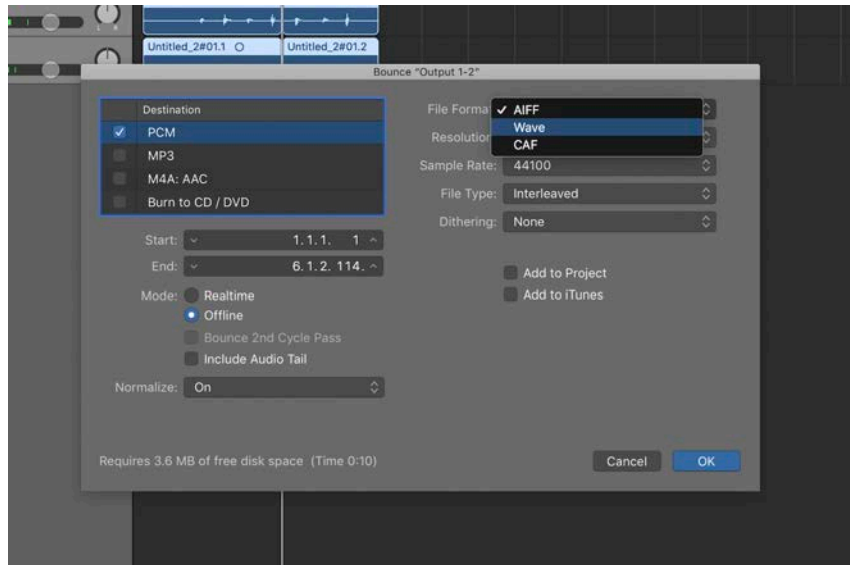 Untitled_2#01.1
Untitled_2#01.2
Bounce "Output 1-2"
Destination
PCM
MP3
M4A: AAC
Burn to CD / DVD
Start: 1. 1. 1. 1
End: 6. 1. 2. 114.
Mode: Realtime
Offline
Bounce 2nd Cycle Pass
Include Audio Tail
Normalize: On
File Forma
AIFF
Wave
CAF
Resolution
Sample Rate: 44100
File Type: Interleaved
Dithering: None
Add to Project
Add to iTunes
Requires 3.6 MB of free disk space (Time 0:10)
Cancel
OK